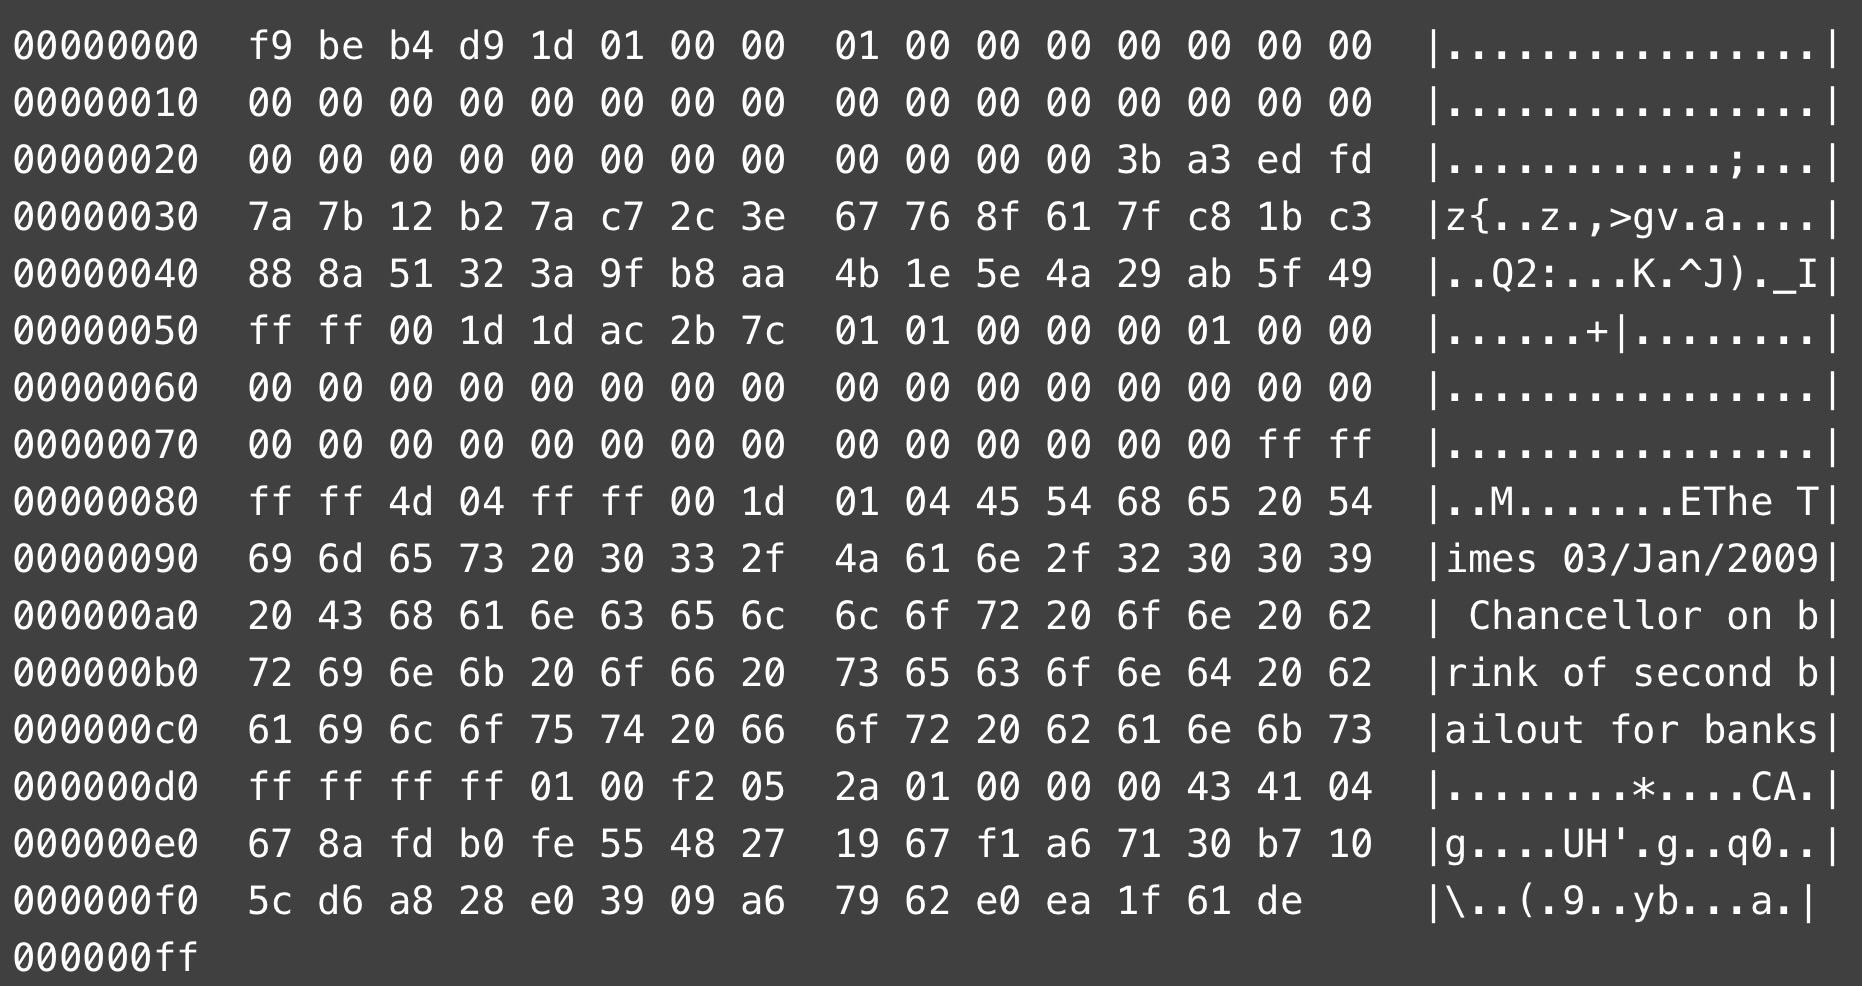 00000000  f9 be b4 d9 1d 01 00 00  01 00 00 00 00 00 00 00  |................|
00000010  00 00 00 00 00 00 00 00  00 00 00 00 00 00 00 00  |................|
00000020  00 00 00 00 00 00 00 00  00 00 00 00 3b a3 ed fd  |............;...|
00000030  7a 7b 12 b2 7a c7 2c 3e  67 76 8f 61 7f c8 1b c3  |z{..z.,>gv.a....|
00000040  88 8a 51 32 3a 9f b8 aa  4b 1e 5e 4a 29 ab 5f 49  |..Q2:...K.^J)._I|
00000050  ff ff 00 1d 1d ac 2b 7c  01 01 00 00 00 01 00 00  |......+|........|
00000060  00 00 00 00 00 00 00 00  00 00 00 00 00 00 00 00  |................|
00000070  00 00 00 00 00 00 00 00  00 00 00 00 00 00 ff ff  |................|
00000080  ff ff 4d 04 ff ff 00 1d  01 04 45 54 68 65 20 54  |..M.......EThe T|
00000090  69 6d 65 73 20 30 33 2f  4a 61 6e 2f 32 30 30 39  |imes 03/Jan/2009|
000000a0  20 43 68 61 6e 63 65 6c  6c 6f 72 20 6f 6e 20 62  | Chancellor on b|
000000b0  72 69 6e 6b 20 6f 66 20  73 65 63 6f 6e 64 20 62  |rink of second b|
000000c0  61 69 6c 6f 75 74 20 66  6f 72 20 62 61 6e 6b 73  |ailout for banks|
000000d0  ff ff ff ff 01 00 f2 05  2a 01 00 00 00 43 41 04  |........*....CA.|
000000e0  67 8a fd b0 fe 55 48 27  19 67 f1 a6 71 30 b7 10  |g....UH'.g..q0..|
000000f0  5c d6 a8 28 e0 39 09 a6  79 62 e0 ea 1f 61 de     |\..(.9..yb...a.|
000000ff